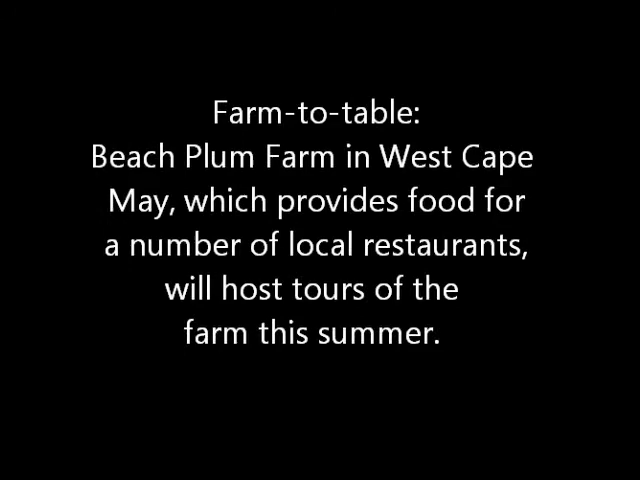 Farm-to-table:
Beach Plum Farm in West Cape
May, which provides food for
a number of local restaurants,
will host tours of the
farm this summer.